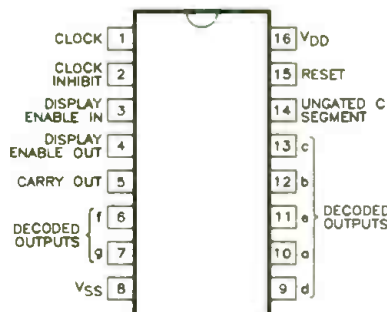 CLOCK 1
CLOCK
INHIBIT 2
DISPLAY
ENABLE IN 3
DISPLAY
ENABLE OUT 4
CARRY OUT 5
DECODED
OUTPUTS
f 6
g 7
VSS 8
16 VDD
15 RESET
14 UNGATED C
SEGMENT
13 c
12 b
11 e
10 a
9 d
DECODED
OUTPUTS